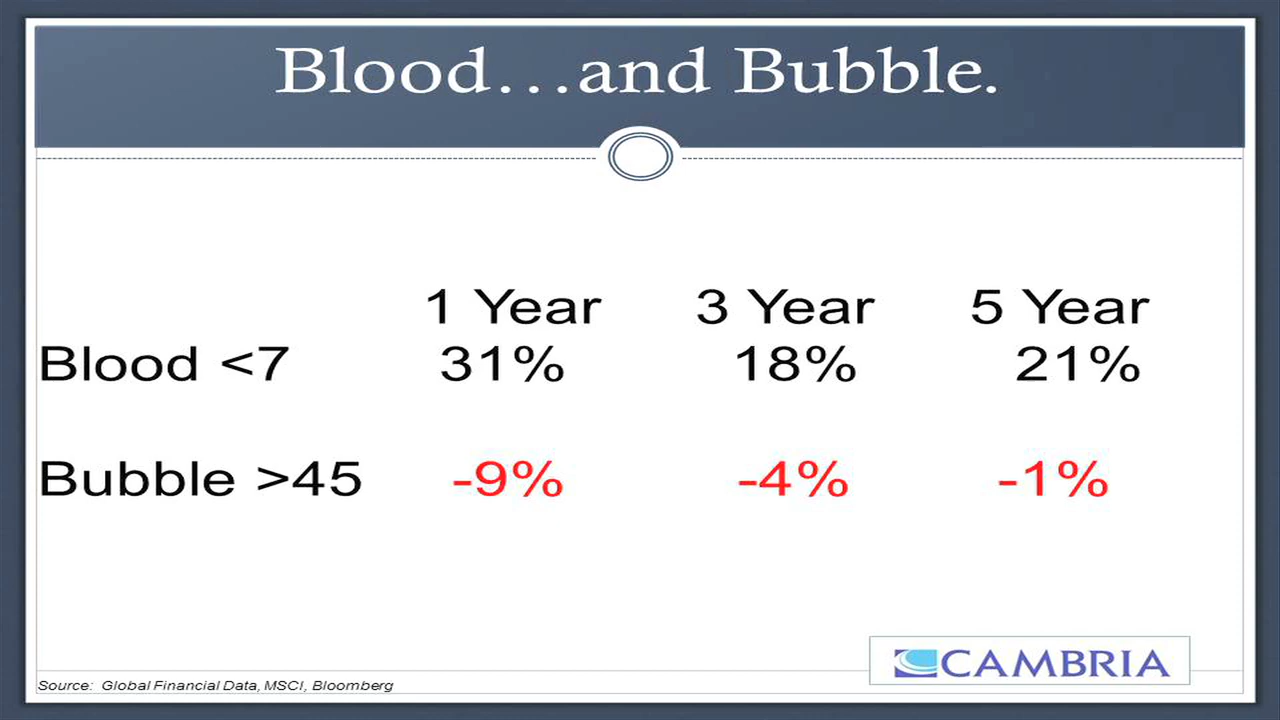 Blood...and Bubble.
1 Year 3 Year 5 Year
Blood <7 31% 18% 21%
Bubble >45 -9% -4% -1%
CAMBRIA
Source: Global Financial Data, MSCI, Bloomberg